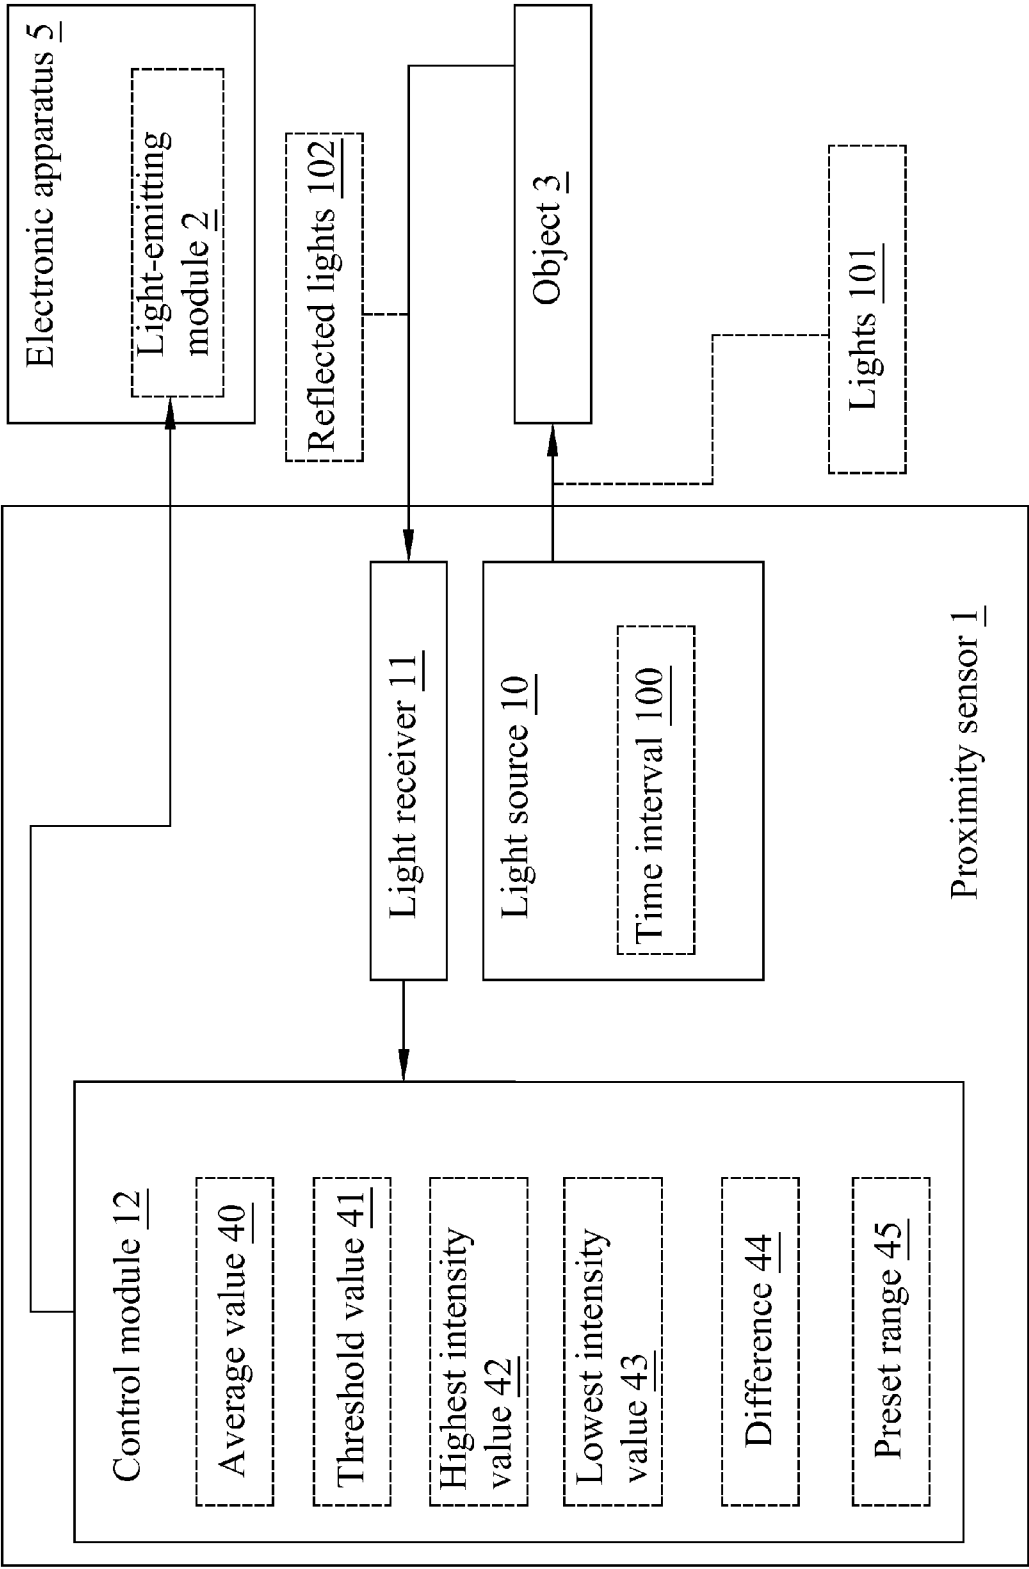 Electronic apparatus 5
Light-emitting
module 2
Reflected lights 102
Object 3
Lights 101
Light receiver 11
Light source 10
Time interval 100
Proximity sensor 1
Control module 12
Average value 40
Threshold value 41
Highest intensity
value 42
Lowest intensity
value 43
Difference 44
Preset range 45